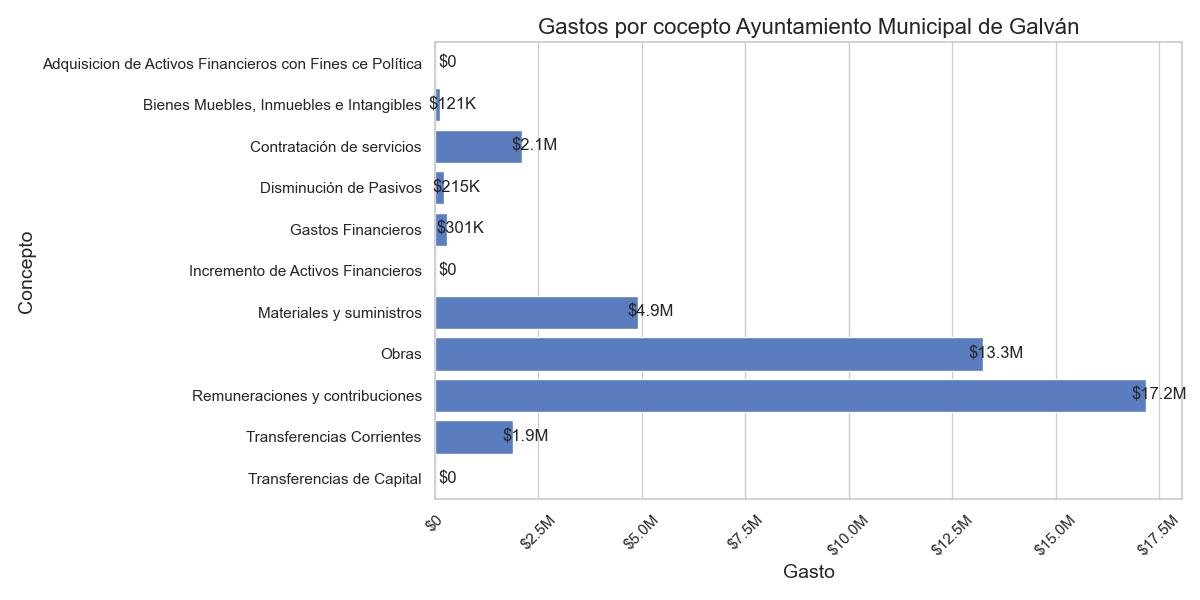 Gastos por cocepto Ayuntamiento Municipal de Galván
Concepto
Adquisicion de Activos Financieros con Fines ce Política $0
Bienes Muebles, Inmuebles e Intangibles $121K
Contratación de servicios $2.1M
Disminución de Pasivos $215K
Gastos Financieros $301K
Incremento de Activos Financieros $0
Materiales y suministros $4.9M
Obras $13.3M
Remuneraciones y contribuciones $17.2M
Transferencias Corrientes $1.9M
Transferencias de Capital $0
$0 $2.5M $5.0M $7.5M $10.0M $12.5M $15.0M $17.5M
Gasto